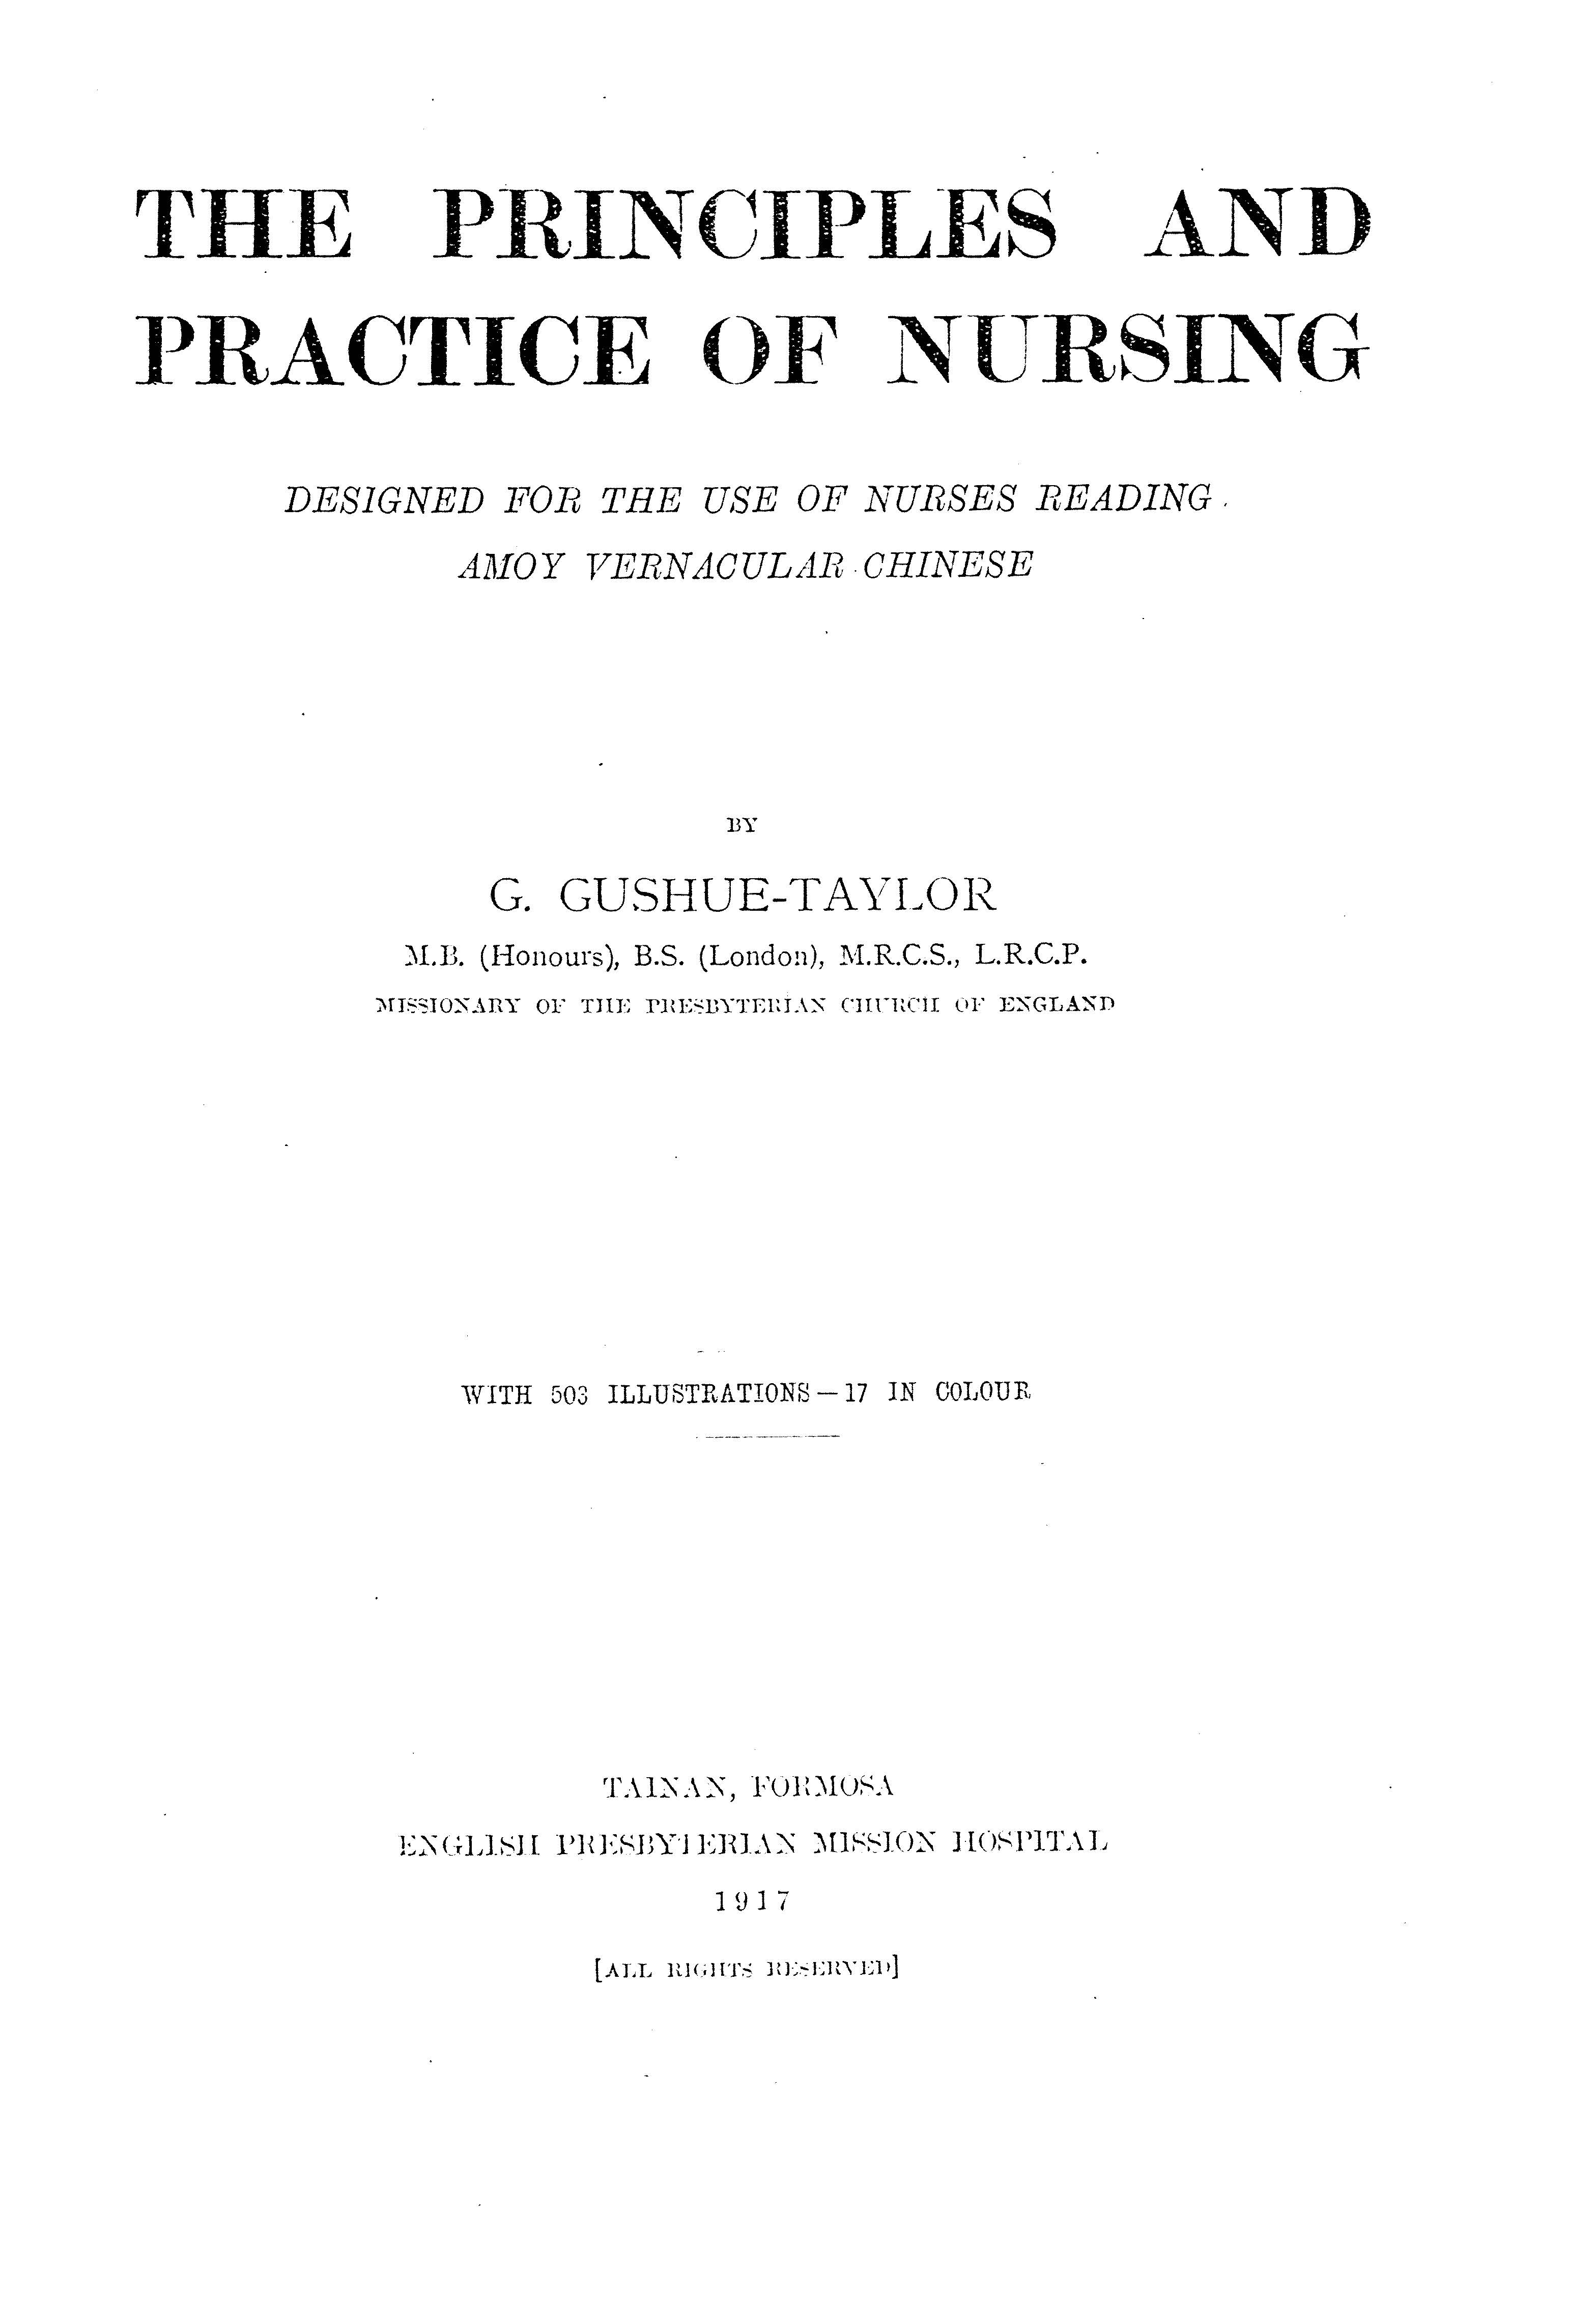 THE PRINCIPLES AND
PRACTICE OF NURSING
DESIGNED FOR THE USE OF NURSES READING
AMOY VERNACULAR CHINESE
BY
G. GUSHUE-TAYLOR
M.B. (Honours), B.S. (London), M.R.C.S., L.R.C.P.
MISSIONARY OF THE PRESBYTERIAN CHURCH OF ENGLAND
WITH 503 ILLUSTRATIONS — 17 IN COLOUR
TAINAN, FORMOSA
ENGLISH PRESBYTERIAN MISSION HOSPITAL
1917
[ALL RIGHTS RESERVED]